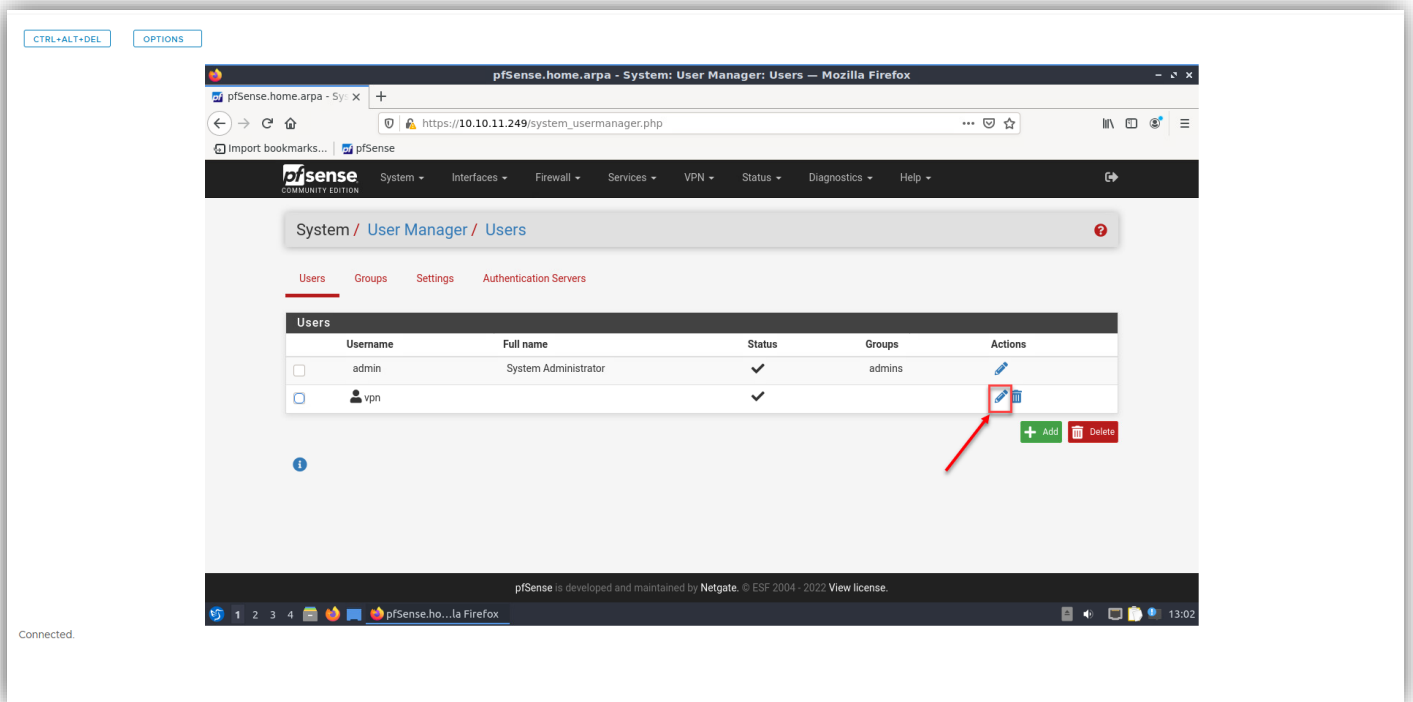 CTRL+ALT+DEL OPTIONS
pfSense.home.arpa - System: User Manager: Users — Mozilla Firefox
pfSense.home.arpa - Sys
https://10.10.11.249/system_usermanager.php
Import bookmarks... pfSense
pfsense System Interfaces Firewall Services VPN Status Diagnostics Help
COMMUNITY EDITION
System / User Manager / Users
Users Groups Settings Authentication Servers
Users
Username Full name Status Groups Actions
admin System Administrator admins
vpn
Add Delete
pfSense is developed and maintained by Netgate. © ESF 2004 - 2022 View license.
1 2 3 4 pfSense.ho...la Firefox 13:02
Connected.